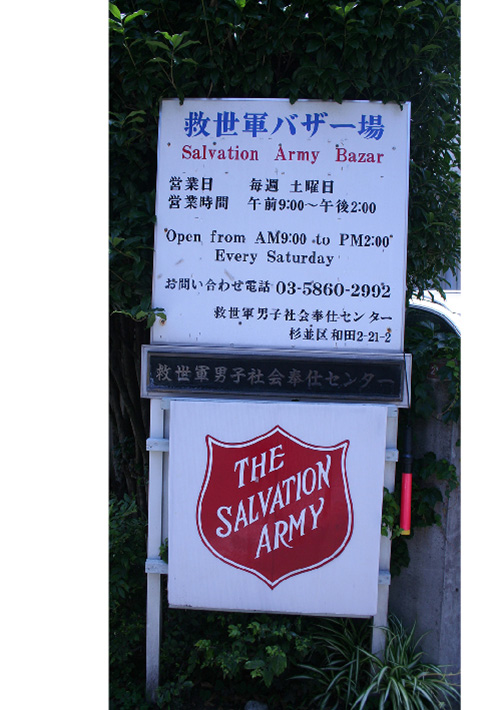 救世軍バザー場
Salvation Army Bazar
営業日 毎週 土曜日
営業時間 午前9:00〜午後2:00
"Open from AM9:00 to PM2:00"
Every Saturday
お問い合わせ電話 03-5860-2992
救世軍男子社会奉仕センター
杉並区和田2-21-2
救世軍男子社会奉仕センター
THE
SALVATION
ARMY